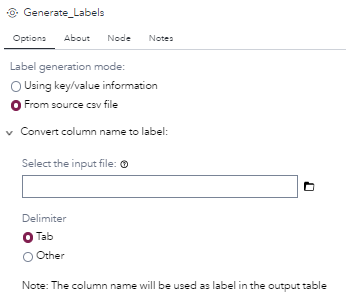 Generate_Labels
Options About Node Notes
Label generation mode:
Using key/value information
From source csv file
Convert column name to label:
Select the input file:
Delimiter
Tab
Other
Note: The column name will be used as label in the output table